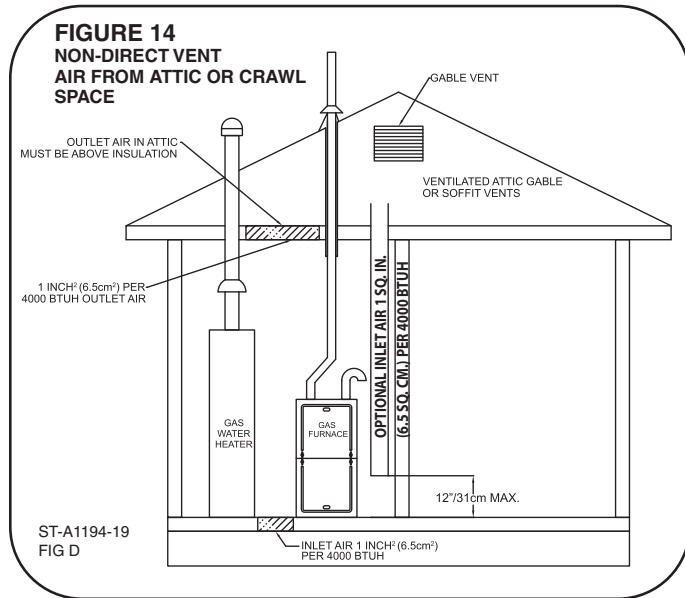 FIGURE 14
NON-DIRECT VENT
AIR FROM ATTIC OR CRAWL
SPACE
GABLE VENT
OUTLET AIR IN ATTIC
MUST BE ABOVE INSULATION
VENTILATED ATTIC GABLE
OR SOFFIT VENTS
1 INCH² (6.5cm²) PER
4000 BTUH OUTLET AIR
OPTIONAL INLET AIR 1 SQ. IN.
(6.5 SQ. CM.) PER 4000 BTUH
GAS
WATER
HEATER
GAS
FURNACE
12"/31cm MAX.
ST-A1194-19
FIG D
INLET AIR 1 INCH² (6.5cm²)
PER 4000 BTUH